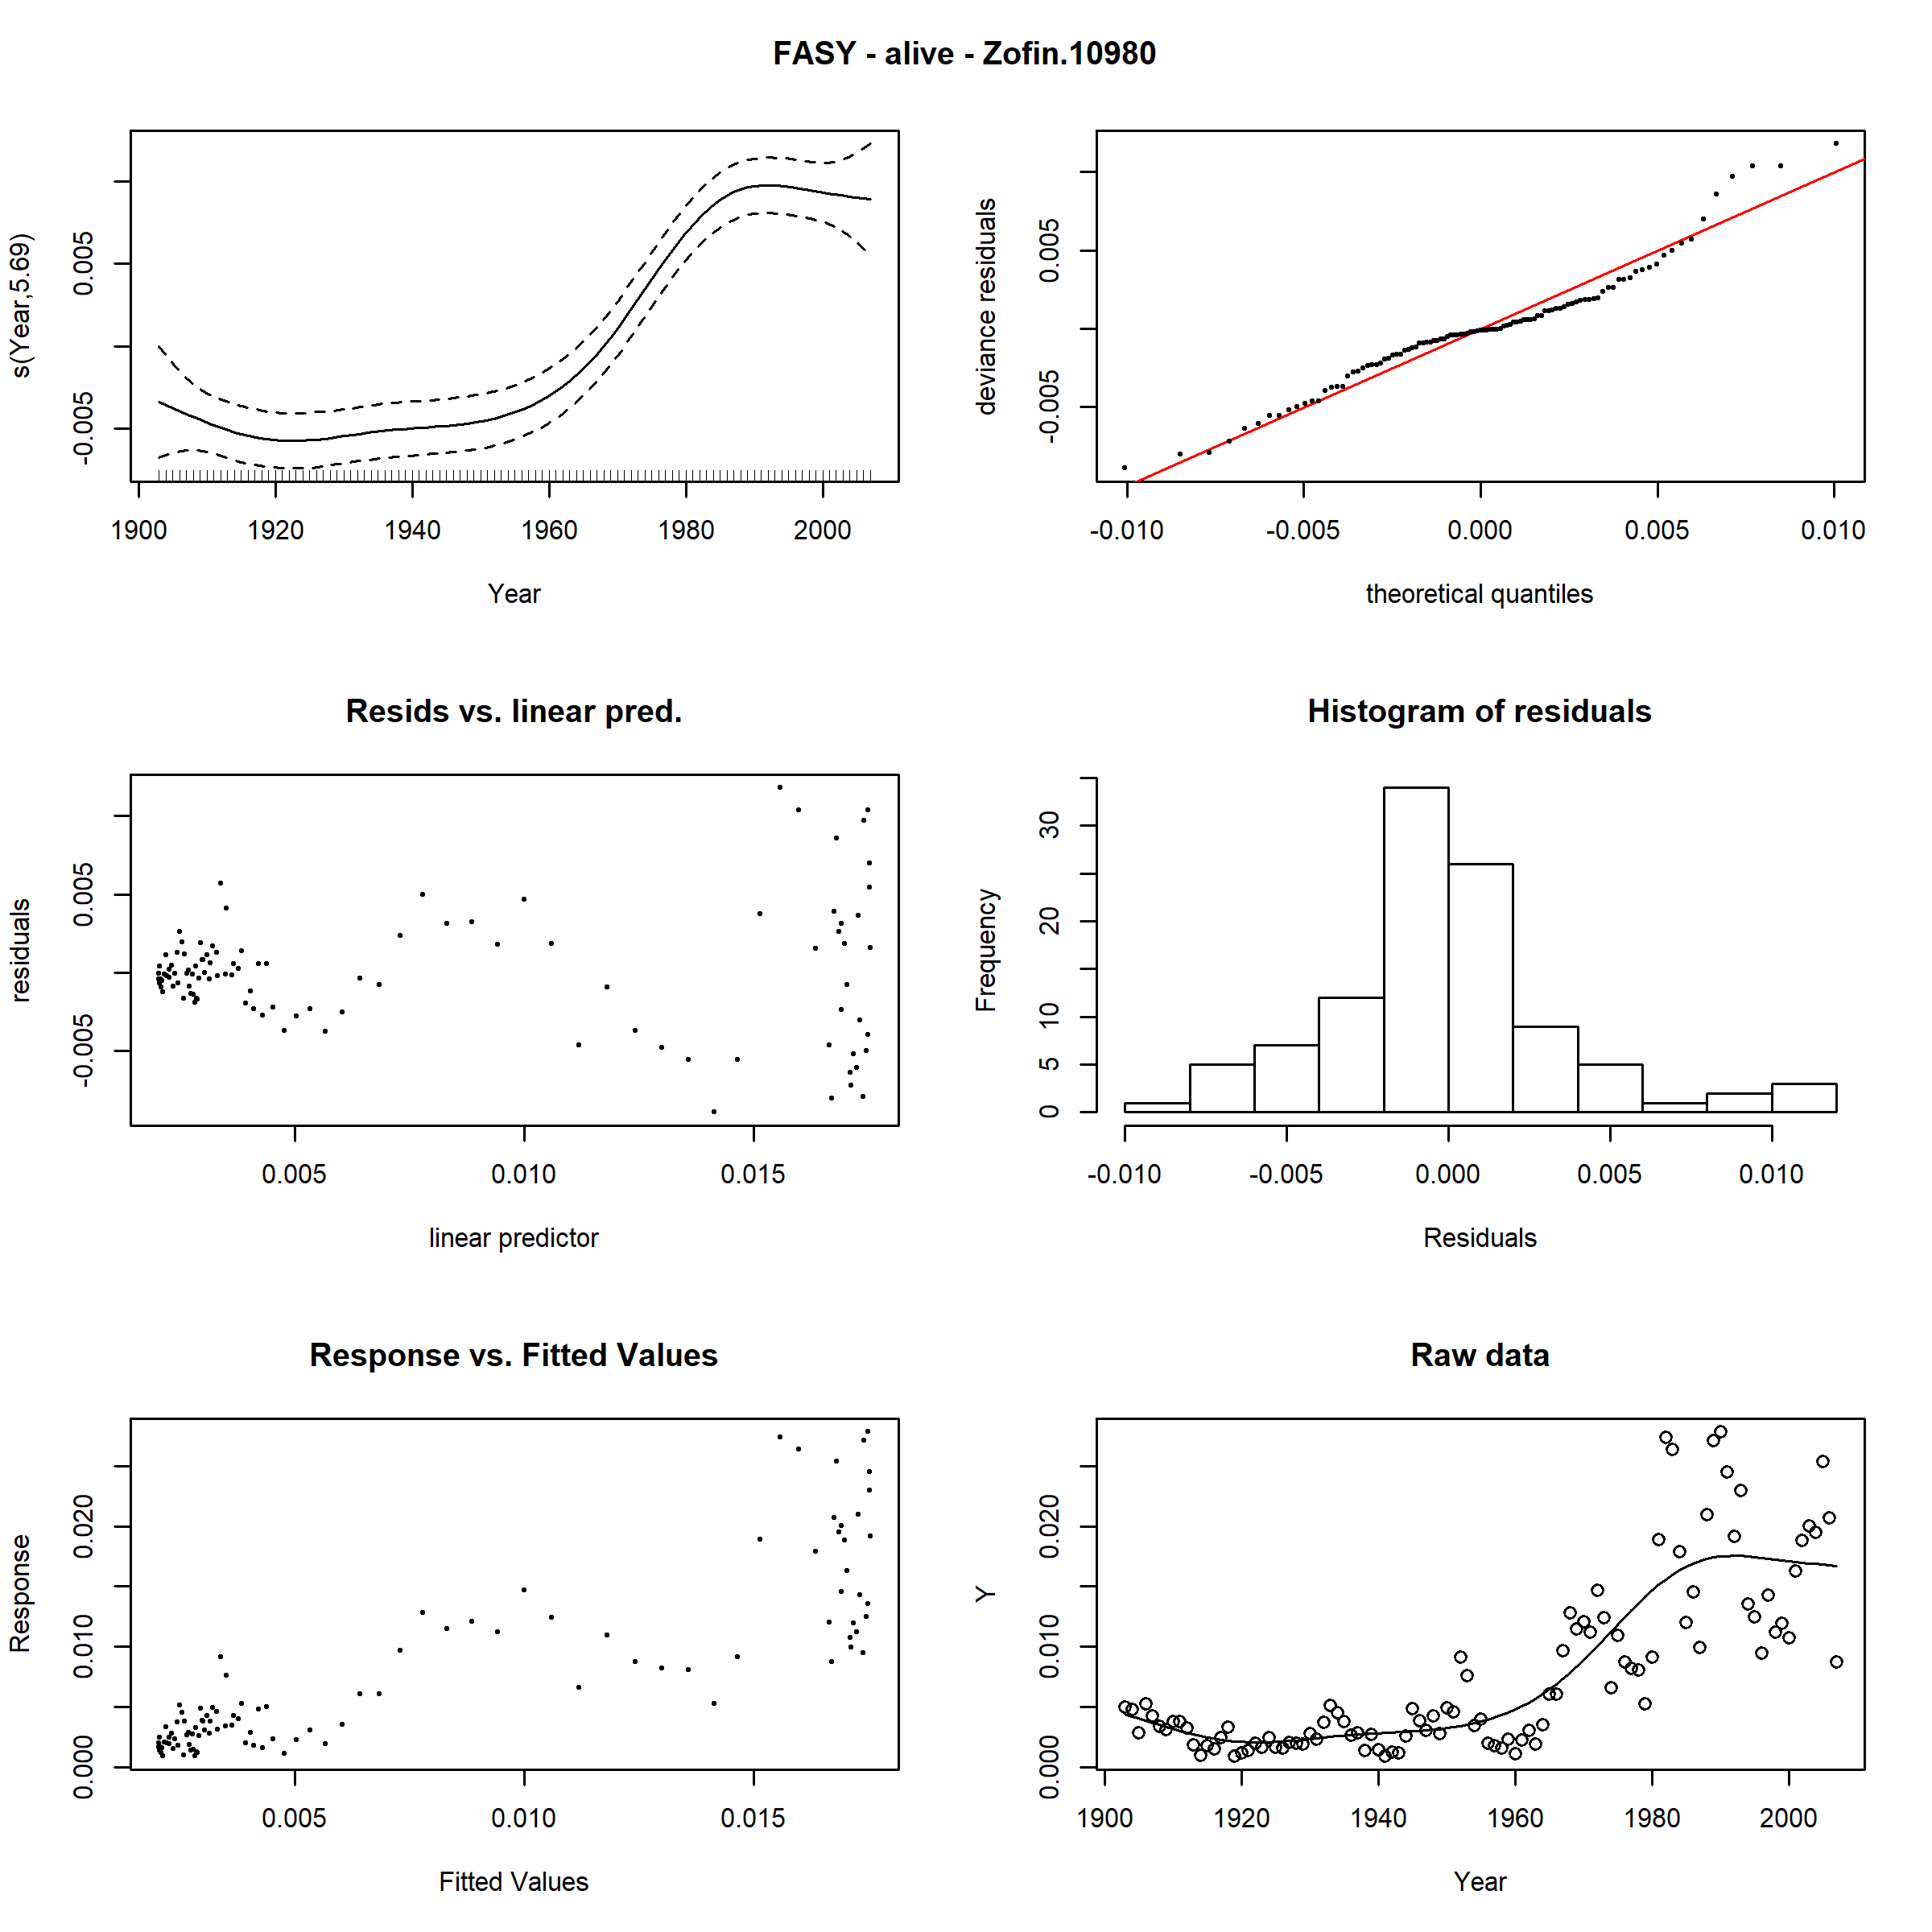 FASY - alive - Zofin.10980
s(Year,5.69)
-0.005 0.005
1900 1920 1940 1960 1980 2000
Year
deviance residuals
-0.005 0.005
-0.010 -0.005 0.000 0.005 0.010
theoretical quantiles
Resids vs. linear pred.
residuals
-0.005 0.005
0.005 0.010 0.015
linear predictor
Histogram of residuals
Frequency
0 5 10 20 30
-0.010 -0.005 0.000 0.005 0.010
Residuals
Response vs. Fitted Values
Response
0.000 0.010 0.020
0.005 0.010 0.015
Fitted Values
Raw data
Y
0.000 0.010 0.020
1900 1920 1940 1960 1980 2000
Year